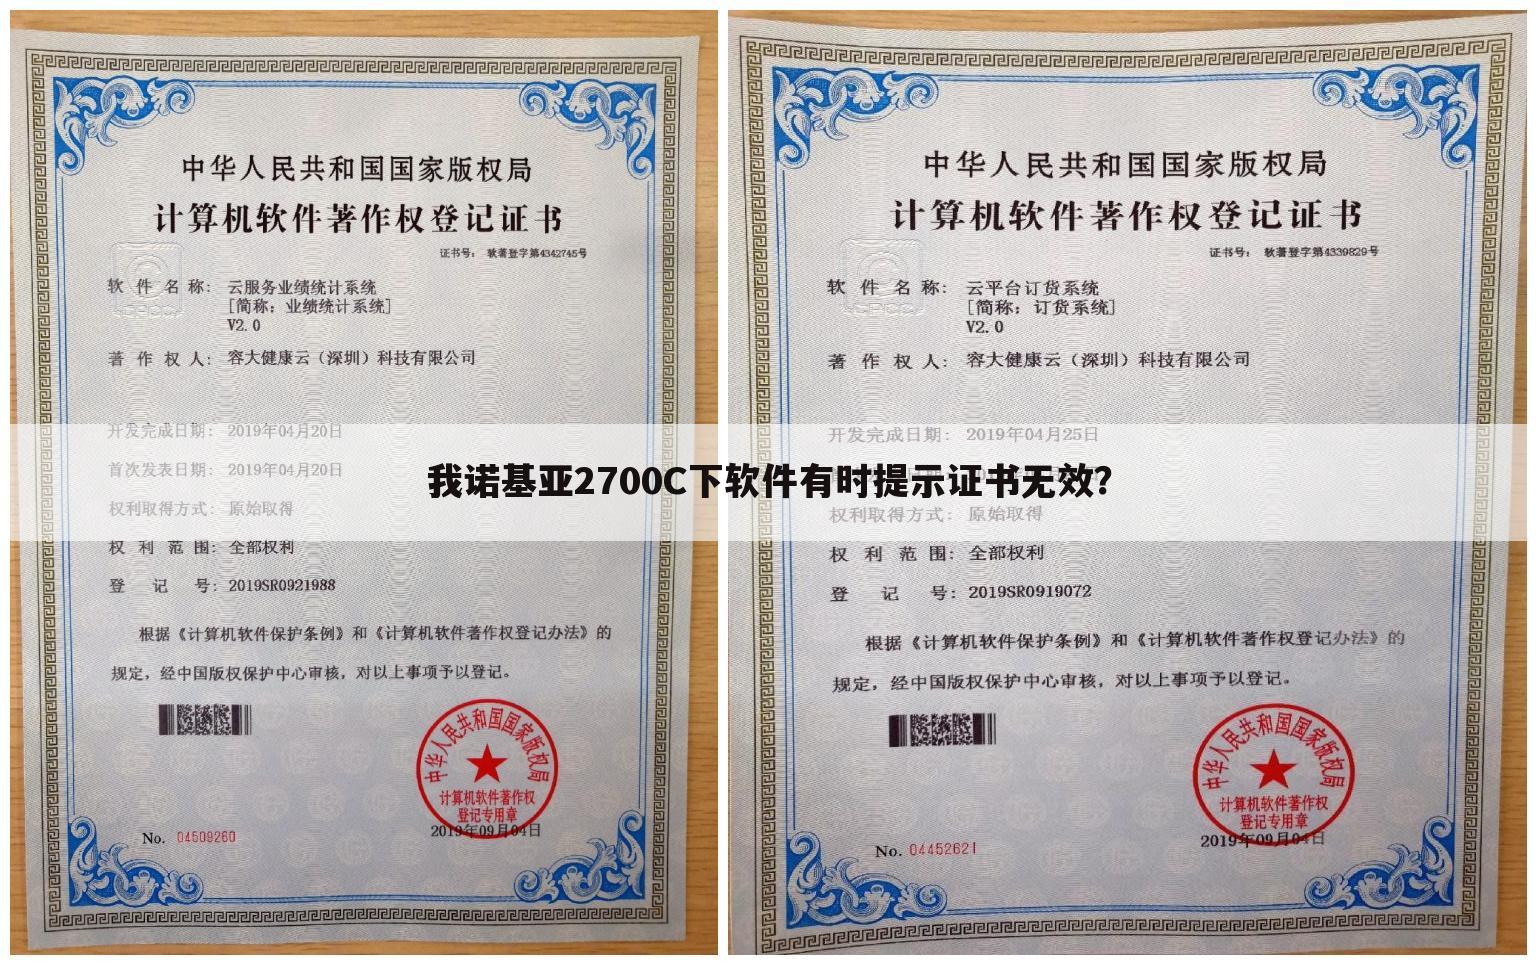 中华人民共和国国家版权局
计算机软件著作权登记证书
证书号： 软著登字第4342745号
软件名称： 云服务业绩统计系统
[简称：业绩统计系统]
V2.0
著作权人： 容大健康云（深圳）科技有限公司
开发完成日期： 2019年04月20日
首次发表日期： 2019年04月20日
权利取得方式： 原始取得
权利范围： 全部权利
登记号： 2019SR0921988
根据《计算机软件保护条例》和《计算机软件著作权登记办法》的
规定，经中国版权保护中心审核，对以上事项予以登记。
中华人民共和国国家版权局
计算机软件著作权
登记专用章
2019年09月04日
No. 04509260
中华人民共和国国家版权局
计算机软件著作权登记证书
证书号： 软著登字第4339829号
软件名称： 云平台订货系统
[简称：订货系统]
V2.0
著作权人： 容大健康云（深圳）科技有限公司
开发完成日期： 2019年04月25日
权利取得方式： 原始取得
权利范围： 全部权利
登记号： 2019SR0919072
根据《计算机软件保护条例》和《计算机软件著作权登记办法》的
规定，经中国版权保护中心审核，对以上事项予以登记。
中华人民共和国国家版权局
计算机软件著作权
登记专用章
2019年09月04日
No. 04452621
我诺基亚2700C下软件有时提示证书无效？